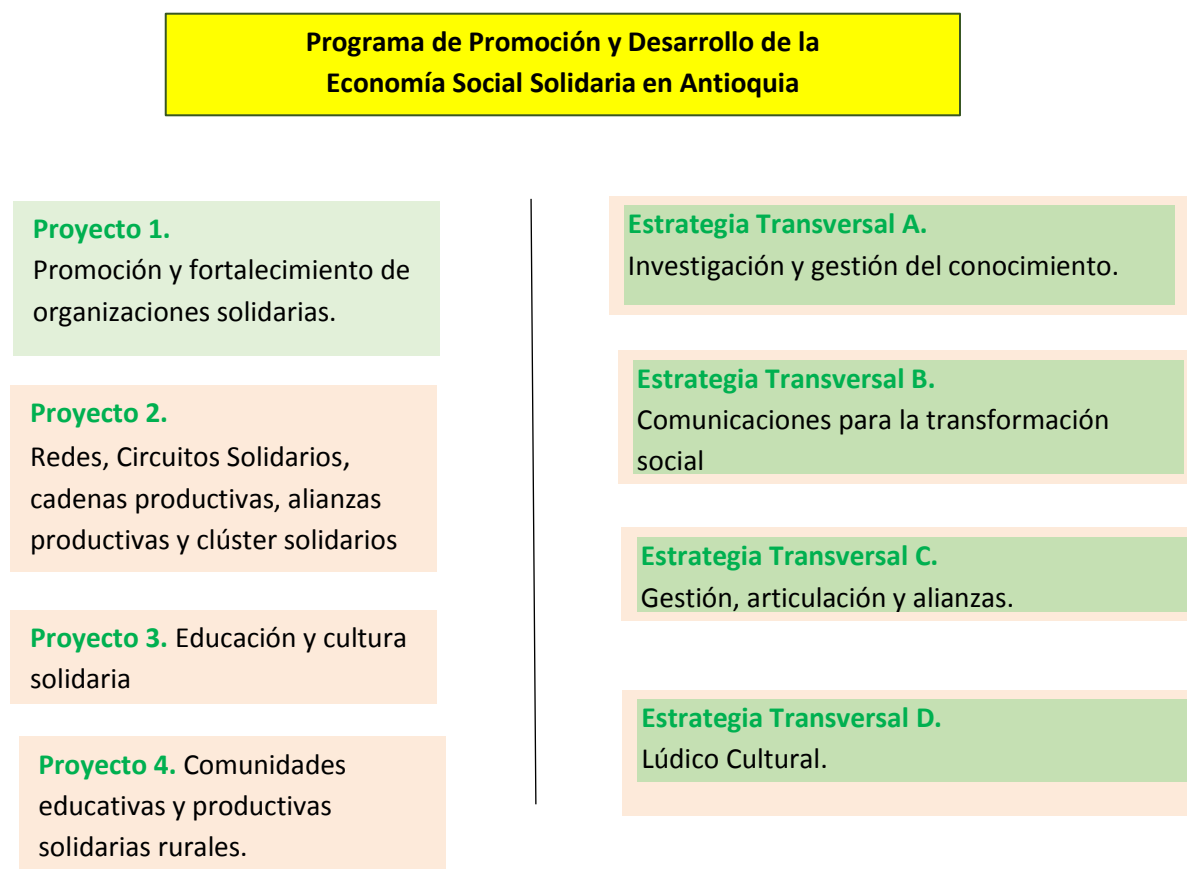 Programa de Promoción y Desarrollo de la
Economía Social Solidaria en Antioquia
Proyecto 1.
Promoción y fortalecimiento de
organizaciones solidarias.
Proyecto 2.
Redes, Circuitos Solidarios,
cadenas productivas, alianzas
productivas y clúster solidarios
Proyecto 3. Educación y cultura
solidaria
Proyecto 4. Comunidades
educativas y productivas
solidarias rurales.
Estrategia Transversal A.
Investigación y gestión del conocimiento.
Estrategia Transversal B.
Comunicaciones para la transformación
social
Estrategia Transversal C.
Gestión, articulación y alianzas.
Estrategia Transversal D.
Lúdico Cultural.